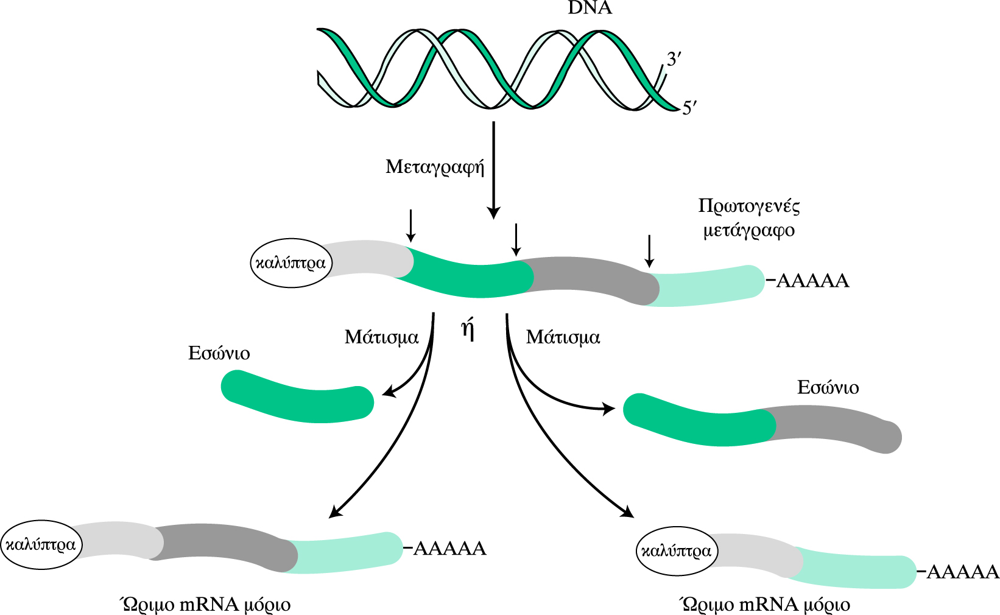 DNA
3′
5′
Μεταγραφή
Πρωτογενές
μετάγραφο
καλύπτρα
–AAAAA
Μάτισμα
ή
Μάτισμα
Εσώνιο
Εσώνιο
καλύπτρα
–AAAAA
καλύπτρα
–AAAAA
Ώριμο mRNA μόριο
Ώριμο mRNA μόριο